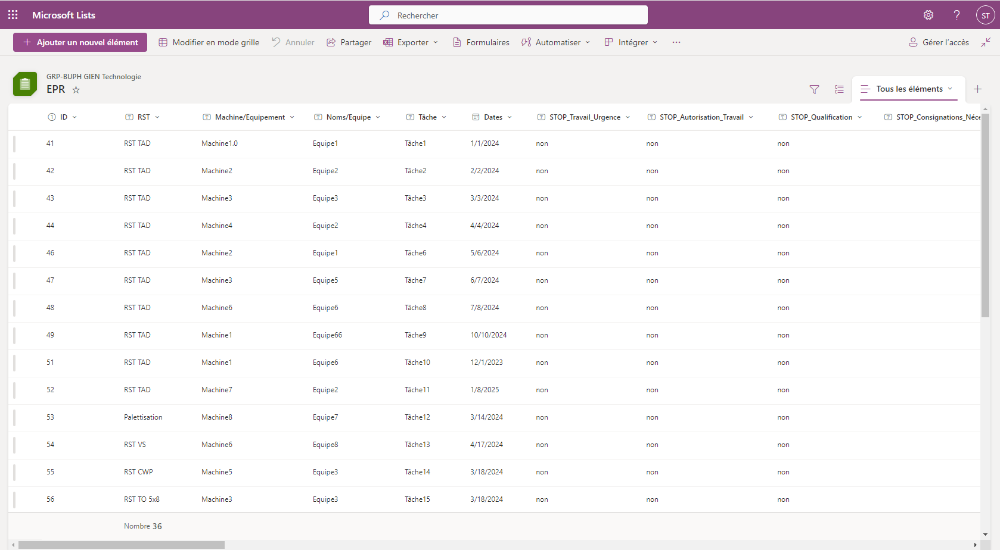 Microsoft Lists
Rechercher
ST
Ajouter un nouvel élément Modifier en mode grille Annuler Partager Exporter Formulaires Automatiser Intégrer ... Gérer l'accès
GRP-BUPH GIEN Technologie
EPR
Tous les éléments
ID RST Machine/Equipement Noms/Equipe Tâche Dates STOP_Travail_Urgence STOP_Autorisation_Travail STOP_Qualification STOP_Consignations_Néce
41 RST TAD Machine1.0 Equipe1 Tâche1 1/1/2024 non non non
42 RST TAD Machine2 Equipe2 Tâche2 2/2/2024 non non non
43 RST TAD Machine3 Equipe3 Tâche3 3/3/2024 non non non
44 RST TAD Machine4 Equipe2 Tâche4 4/4/2024 non non non
46 RST TAD Machine2 Equipe1 Tâche6 5/6/2024 non non non
47 RST TAD Machine3 Equipe5 Tâche7 6/7/2024 non non non
48 RST TAD Machine6 Equipe6 Tâche8 7/8/2024 non non non
49 RST TAD Machine1 Equipe66 Tâche9 10/10/2024 non non non
51 RST TAD Machine1 Equipe6 Tâche10 12/1/2023 non non non
52 RST TAD Machine7 Equipe2 Tâche11 1/8/2025 non non non
53 Palettisation Machine8 Equipe7 Tâche12 3/14/2024 non non non
54 RST VS Machine6 Equipe8 Tâche13 4/17/2024 non non non
55 RST CWP Machine5 Equipe3 Tâche14 3/18/2024 non non non
56 RST TO 5x8 Machine3 Equipe3 Tâche15 3/18/2024 non non non
Nombre 36